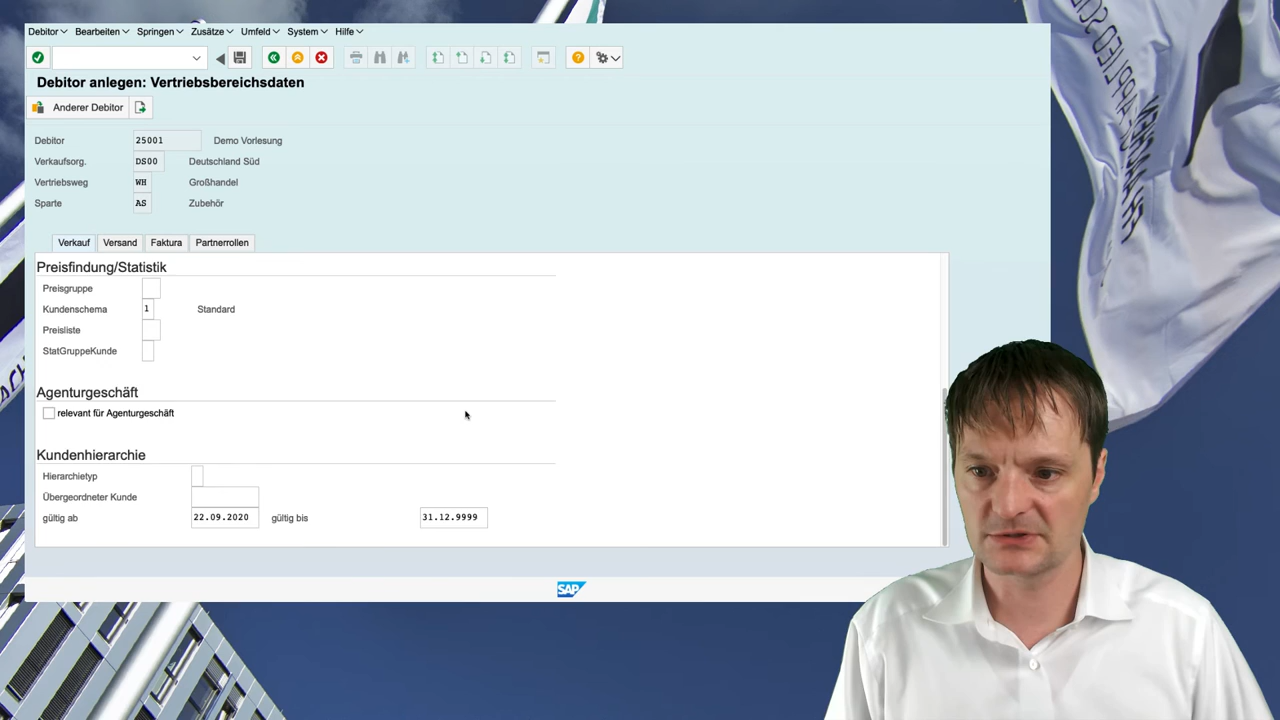 Debitor Bearbeiten Springen Zusätze Umfeld System Hilfe
Debitor anlegen: Vertriebsbereichsdaten
Anderer Debitor
Debitor 25001 Demo Vorlesung
Verkaufsorg. DS00 Deutschland Süd
Vertriebsweg WH Großhandel
Sparte AS Zubehör
Verkauf Versand Faktura Partnerrollen
Preisfindung/Statistik
Preisgruppe
Kundenschema 1 Standard
Preisliste
StatGruppeKunde
Agenturgeschäft
relevant für Agenturgeschäft
Kundenhierarchie
Hierarchietyp
Übergeordneter Kunde
gültig ab 22.09.2020 gültig bis 31.12.9999
SAP